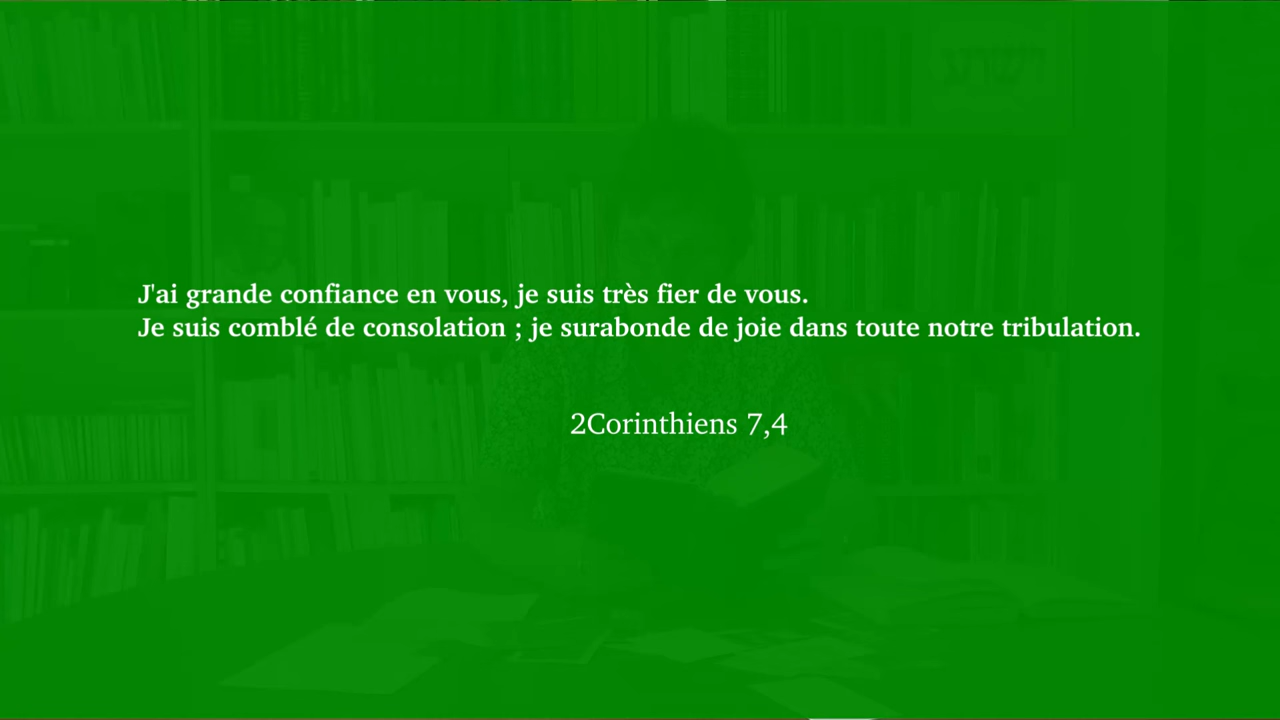 ישוע
J'ai grande confiance en vous, je suis très fier de vous.
Je suis comblé de consolation ; je surabonde de joie dans toute notre tribulation.
2Corinthiens 7,4